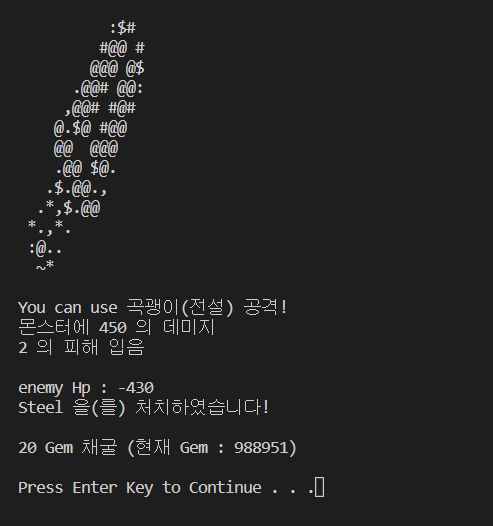 You can use 곡괭이(전설) 공격!
몬스터에 450 의 데미지
2 의 피해 입음
enemy Hp : -430
Steel 을(를) 처치하였습니다!
20 Gem 채굴 (현재 Gem : 988951)
Press Enter Key to Continue . . .